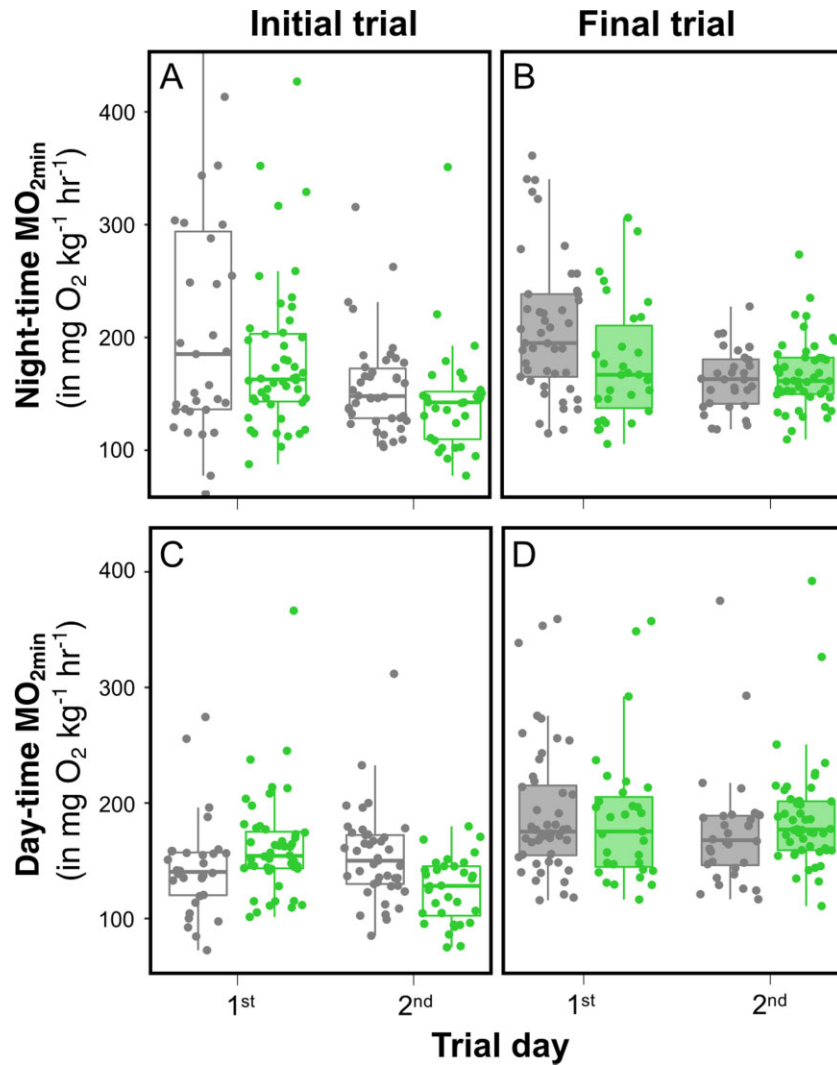 Initial trial
Final trial
Night-time MO₂min
(in mg O₂ kg⁻¹ hr⁻¹)
A
400
300
200
100
B
Day-time MO₂min
(in mg O₂ kg⁻¹ hr⁻¹)
C
400
300
200
100
D
1ˢᵗ
2ⁿᵈ
1ˢᵗ
2ⁿᵈ
Trial day